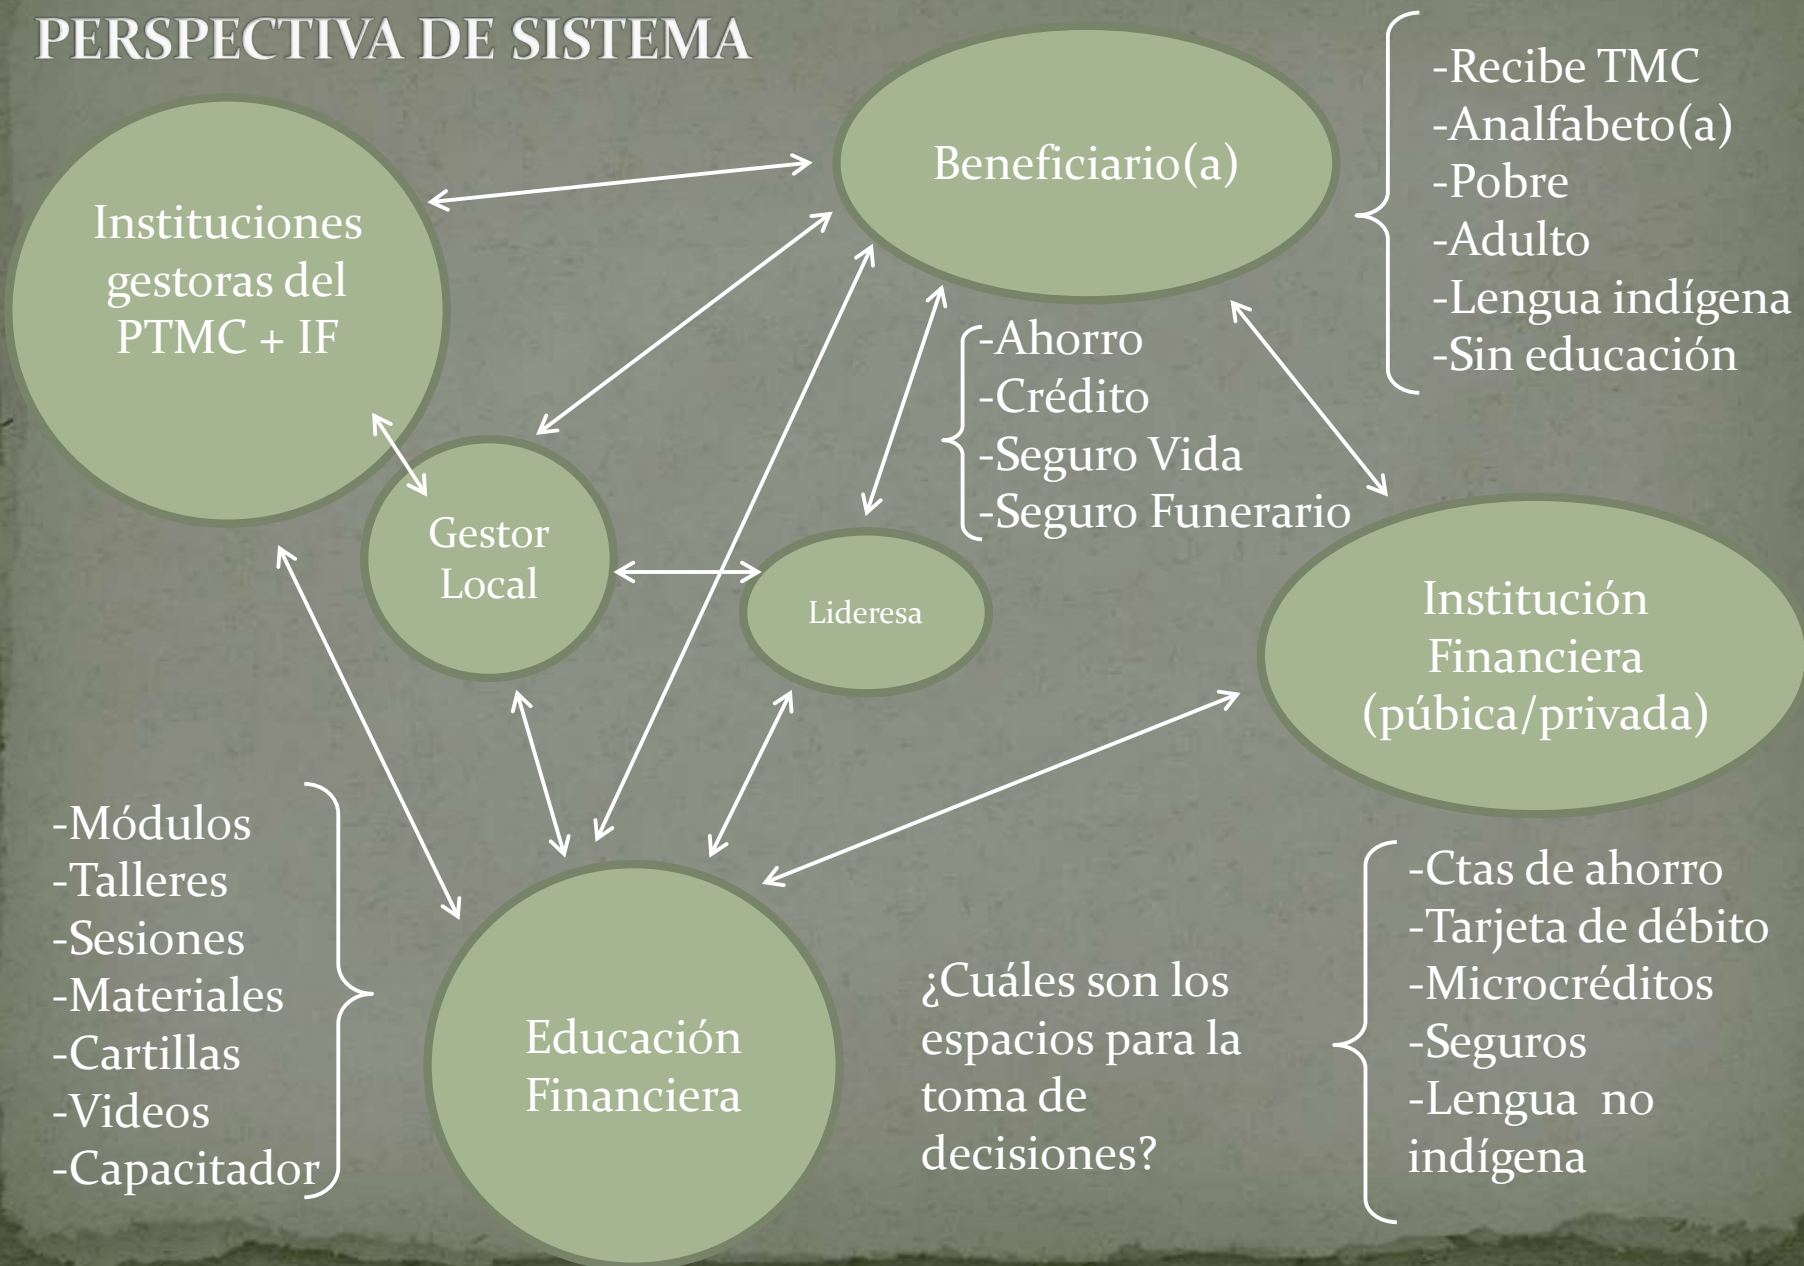 PERSPECTIVA DE SISTEMA
Instituciones
gestoras del
PTMC + IF
Beneficiario(a)
-Recibe TMC
-Analfabeto(a)
-Pobre
-Adulto
-Lengua indígena
-Sin educación
-Ahorro
-Crédito
-Seguro Vida
-Seguro Funerario
Gestor
Local
Lideresa
Institución
Financiera
(púbica/privada)
-Módulos
-Talleres
-Sesiones
-Materiales
-Cartillas
-Videos
-Capacitador
Educación
Financiera
¿Cuáles son los
espacios para la
toma de
decisiones?
-Ctas de ahorro
-Tarjeta de débito
-Microcréditos
-Seguros
-Lengua no
indígena